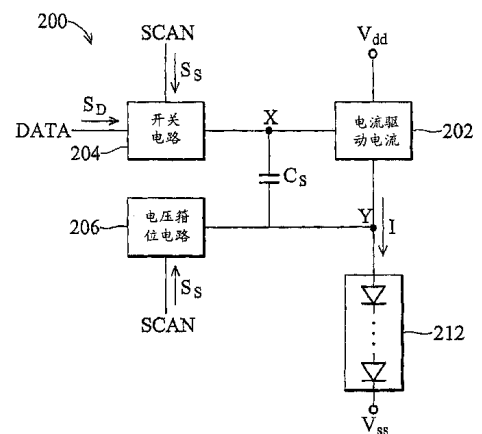 200
SCAN
S_S
V_dd
DATA
S_D
开关
电路
204
X
电流驱
动电流
202
C_S
206
电压箝
位电路
Y
I
S_S
SCAN
212
V_ss